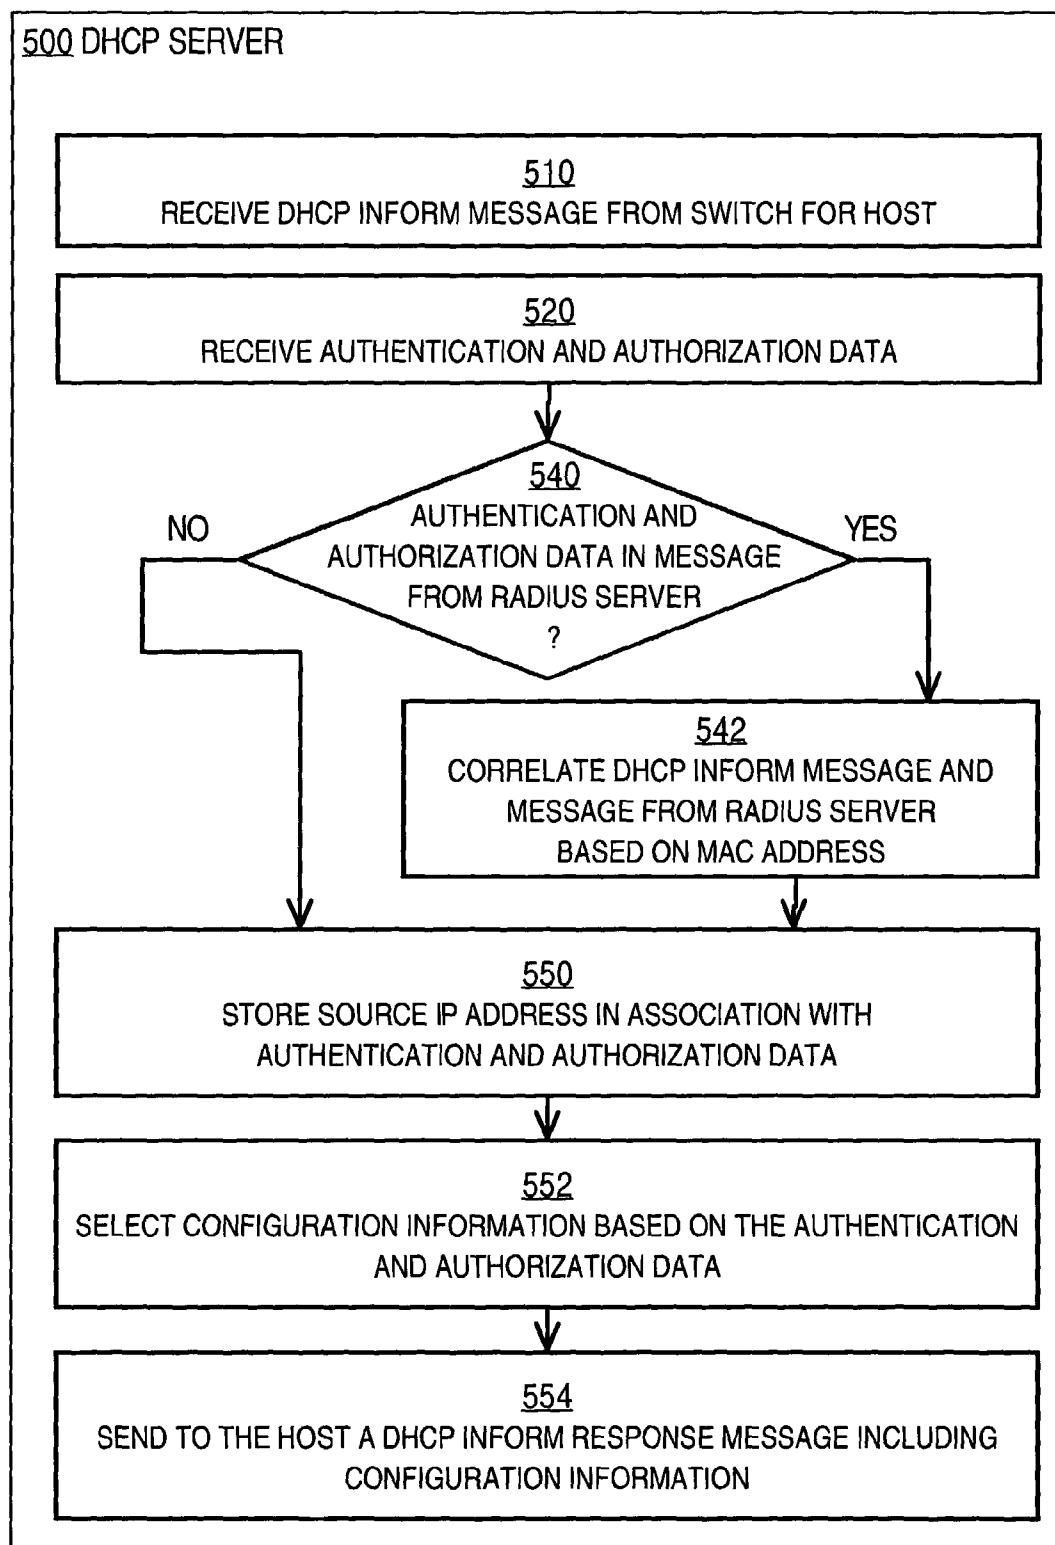 500 DHCP SERVER
510
RECEIVE DHCP INFORM MESSAGE FROM SWITCH FOR HOST
520
RECEIVE AUTHENTICATION AND AUTHORIZATION DATA
540
AUTHENTICATION AND
AUTHORIZATION DATA IN MESSAGE
FROM RADIUS SERVER
?
NO
YES
542
CORRELATE DHCP INFORM MESSAGE AND
MESSAGE FROM RADIUS SERVER
BASED ON MAC ADDRESS
550
STORE SOURCE IP ADDRESS IN ASSOCIATION WITH
AUTHENTICATION AND AUTHORIZATION DATA
552
SELECT CONFIGURATION INFORMATION BASED ON THE AUTHENTICATION
AND AUTHORIZATION DATA
554
SEND TO THE HOST A DHCP INFORM RESPONSE MESSAGE INCLUDING
CONFIGURATION INFORMATION